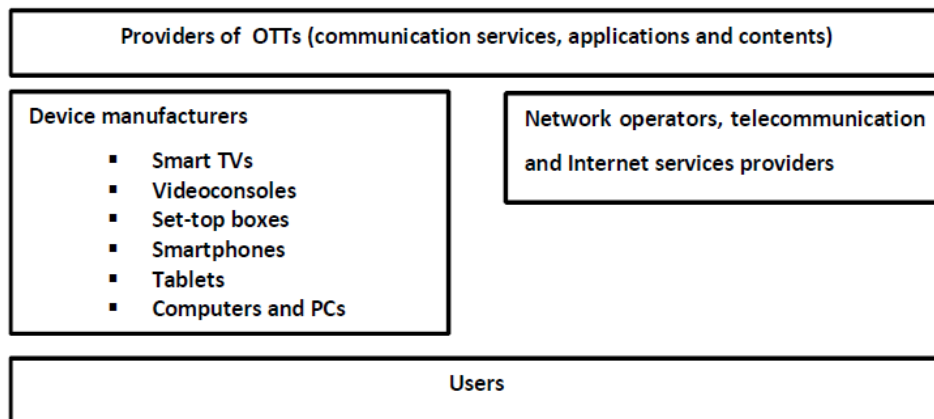 Providers of OTTs (communication services, applications and contents)
Device manufacturers
▪ Smart TVs
▪ Videoconsoles
▪ Set-top boxes
▪ Smartphones
▪ Tablets
▪ Computers and PCs
Network operators, telecommunication
and Internet services providers
Users